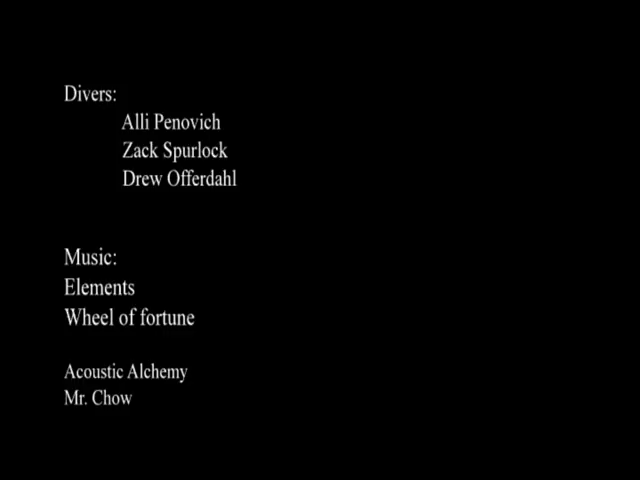 Divers:
Alli Penovich
Zack Spurlock
Drew Offerdahl
Music:
Elements
Wheel of fortune
Acoustic Alchemy
Mr. Chow